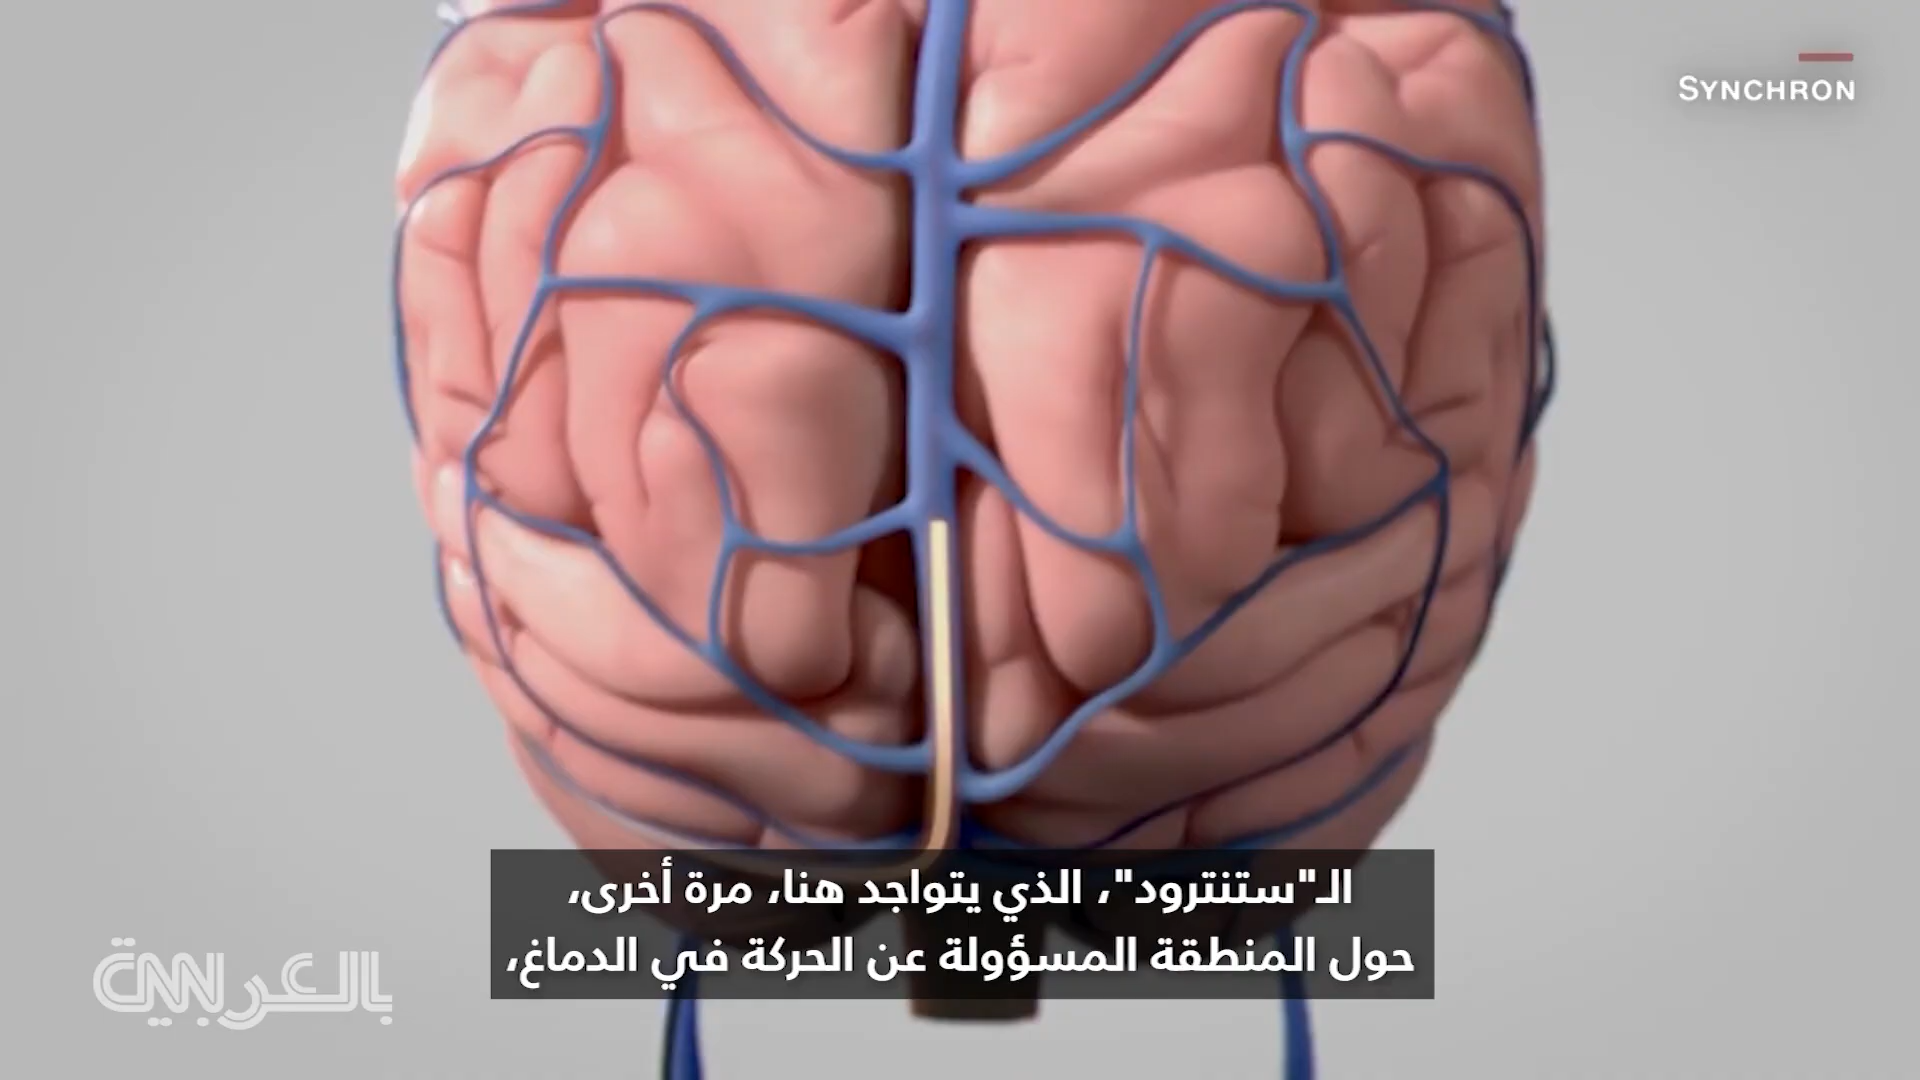 SYNCHRON
الـ"ستنترود"، الذي يتواجد هنا، مرة أخرى،
حول المنطقة المسؤولة عن الحركة في الدماغ،
CNN بالعربية